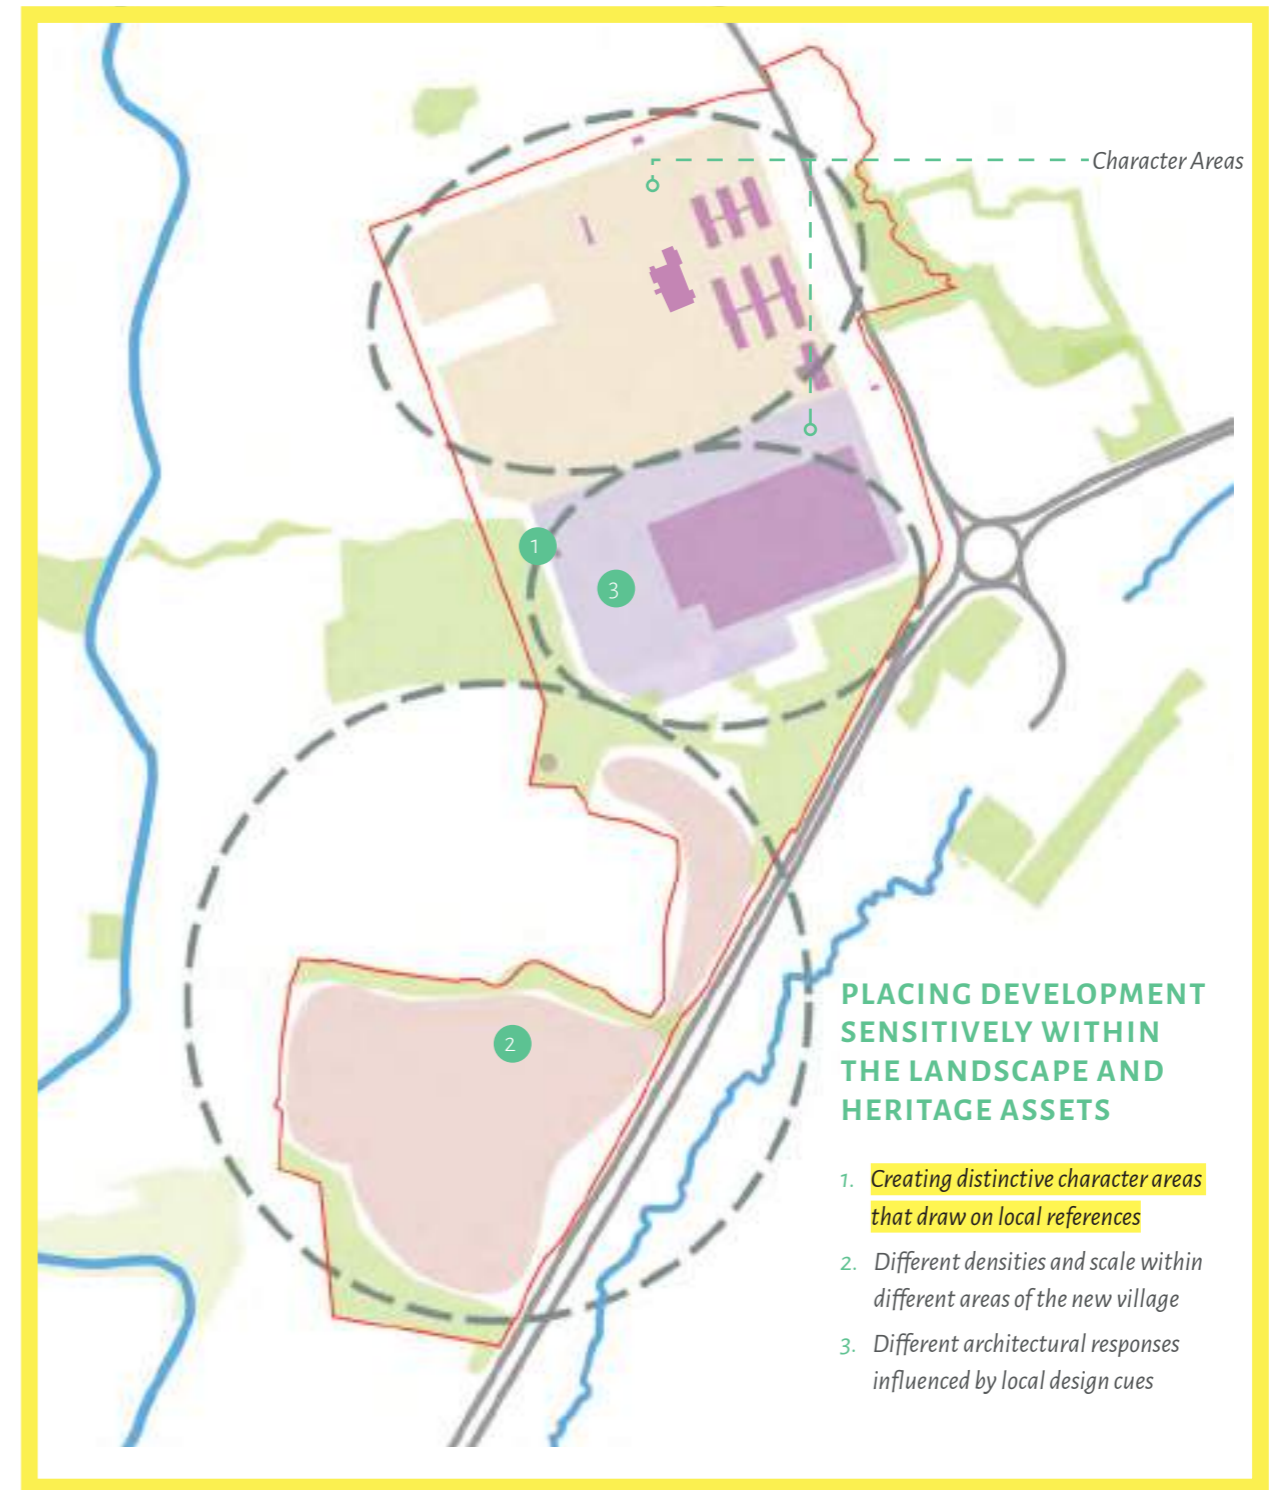 Character Areas
1
3
2
PLACING DEVELOPMENT
SENSITIVELY WITHIN
THE LANDSCAPE AND
HERITAGE ASSETS
1. Creating distinctive character areas
that draw on local references
2. Different densities and scale within
different areas of the new village
3. Different architectural responses
influenced by local design cues